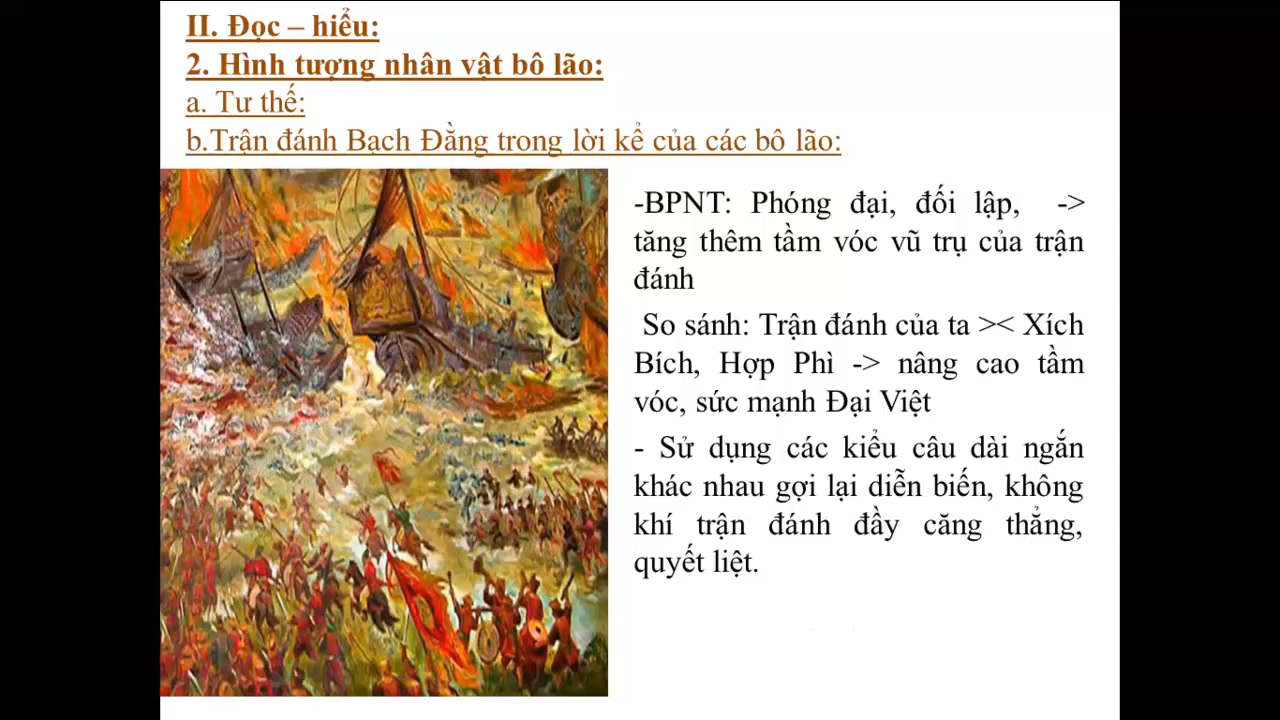 II. Đọc – hiểu:
2. Hình tượng nhân vật bô lão:
a. Tư thế:
b.Trận đánh Bạch Đằng trong lời kể của các bô lão:
-BPNT: Phóng đại, đối lập, ->
tăng thêm tầm vóc vũ trụ của trận
đánh
So sánh: Trận đánh của ta >< Xích
Bích, Hợp Phì -> nâng cao tầm
vóc, sức mạnh Đại Việt
- Sử dụng các kiểu câu dài ngắn
khác nhau gợi lại diễn biến, không
khí trận đánh đầy căng thẳng,
quyết liệt.